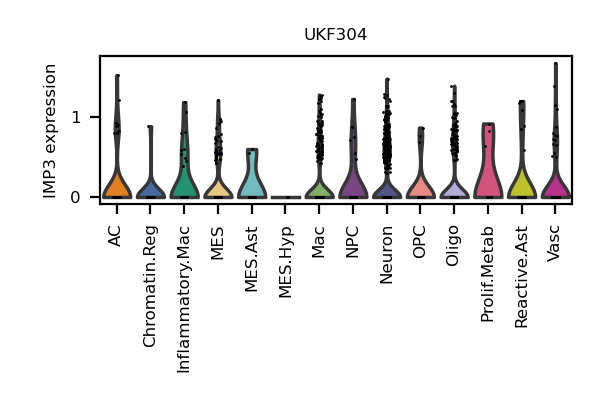 UKF304
IMP3 expression
1
0
AC
Chromatin.Reg
Inflammatory.Mac
MES
MES.Ast
MES.Hyp
Mac
NPC
Neuron
OPC
Oligo
Prolif.Metab
Reactive.Ast
Vasc